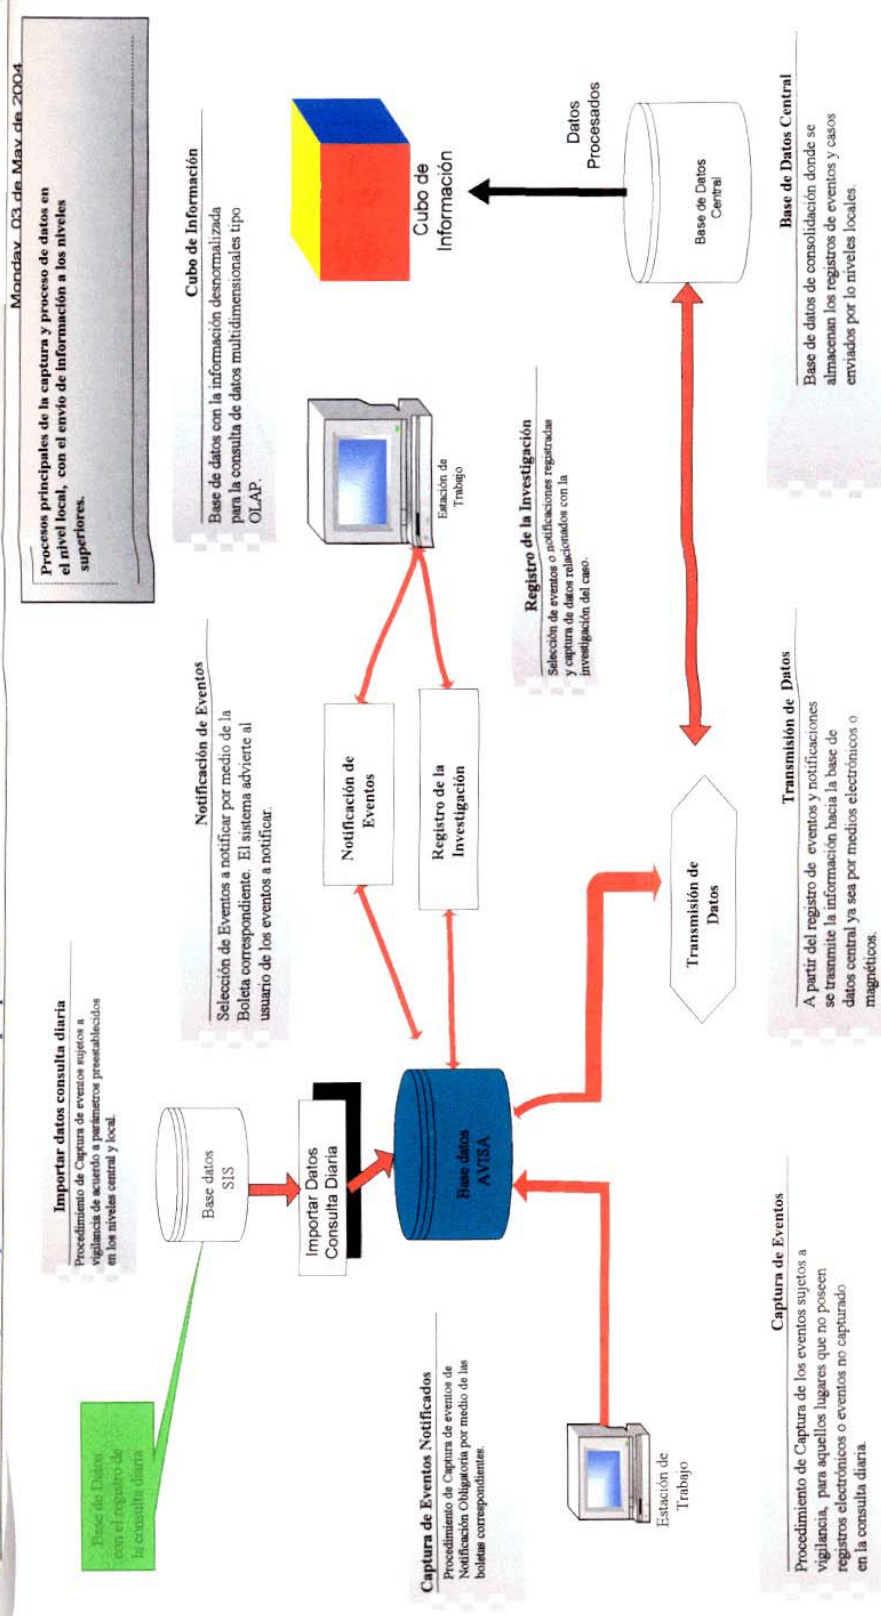 Monday, 03 de May de 2004
Procesos principales de la captura y proceso de datos en
el nivel local, con el envío de información a los niveles
superiores.
Importar datos consulta diaria
Procedimiento de Captura de eventos sujetos a
vigilancia de acuerdo a parámetros preestablecidos
en los niveles central y local.
Notificación de Eventos
Selección de Eventos a notificar por medio de la
Boleta correspondiente. El sistema advierte al
usuario de los eventos a notificar.
Cubo de Información
Base de datos con la información desnormalizada
para la consulta de datos multidimensionales tipo
OLAP.
Base de Datos
con el registro de
la consulta diaria
Base datos
SIS
Importar Datos
Consulta Diaria
Base datos
AVISA
Notificación de
Eventos
Registro de la
Investigación
Estación de
Trabajo
Cubo de
Información
Datos
Procesados
Base de Datos
Central
Captura de Eventos Notificados
Procedimiento de Captura de eventos de
Notificación Obligatoria por medio de las
boletas correspondientes.
Registro de la Investigación
Selección de eventos o notificaciones registradas
y captura de datos relacionados con la
investigación del caso.
Estación de
Trabajo
Transmisión de
Datos
Captura de Eventos
Procedimiento de Captura de los eventos sujetos a
vigilancia, para aquellos lugares que no poseen
registros electrónicos o eventos no capturado
en la consulta diaria.
Transmisión de Datos
A partir del registro de eventos y notificaciones
se trasnmite la información hacia la base de
datos central ya sea por medios electrónicos o
magnéticos.
Base de Datos Central
Base de datos de consolidación donde se
almacenan los registros de eventos y casos
enviados por lo niveles locales.